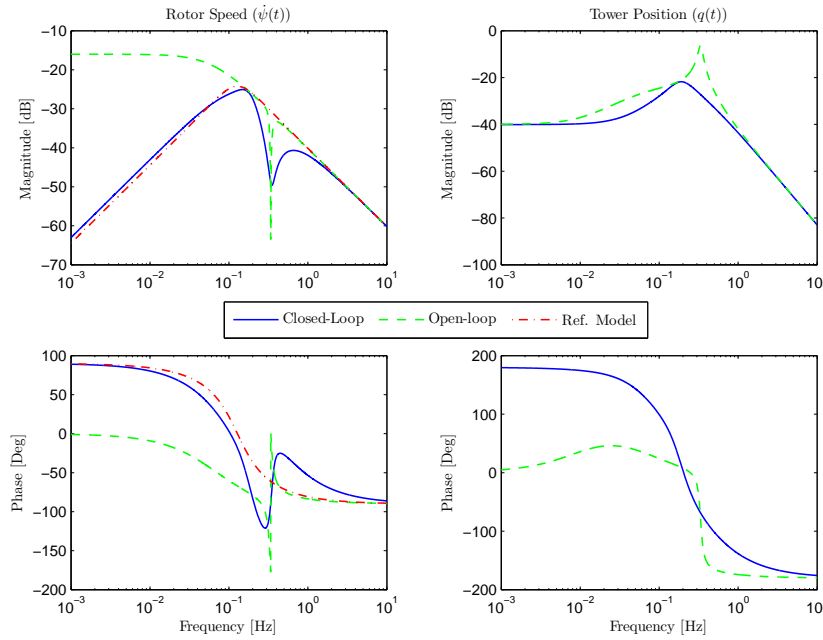 Rotor Speed (ψ̇(t))
Magnitude [dB]
−10
−20
−30
−40
−50
−60
−70
10⁻³ 10⁻² 10⁻¹ 10⁰ 10¹
Tower Position (q(t))
Magnitude [dB]
0
−20
−40
−60
−80
−100
10⁻³ 10⁻² 10⁻¹ 10⁰ 10
Closed-Loop Open-loop Ref. Model
Phase [Deg]
100
50
0
−50
−100
−150
−200
10⁻³ 10⁻² 10⁻¹ 10⁰ 10¹
Frequency [Hz]
Phase [Deg]
200
100
0
−100
−200
10⁻³ 10⁻² 10⁻¹ 10⁰ 10
Frequency [Hz]